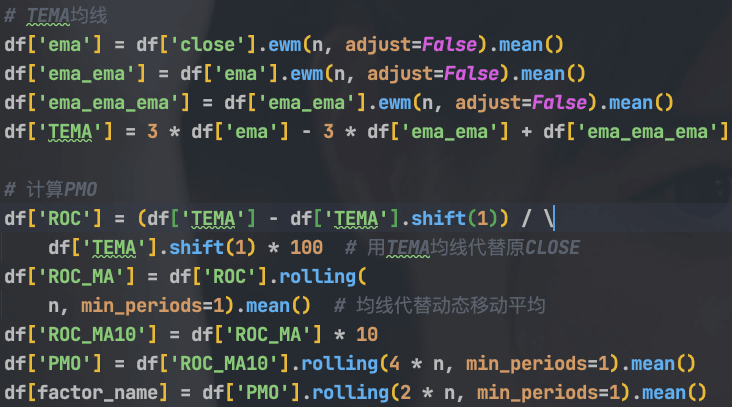 # TEMA均线
df['ema'] = df['close'].ewm(n, adjust=False).mean()
df['ema_ema'] = df['ema'].ewm(n, adjust=False).mean()
df['ema_ema_ema'] = df['ema_ema'].ewm(n, adjust=False).mean()
df['TEMA'] = 3 * df['ema'] - 3 * df['ema_ema'] + df['ema_ema_ema']
# 计算PMO
df['ROC'] = (df['TEMA'] - df['TEMA'].shift(1)) / \
df['TEMA'].shift(1) * 100  # 用TEMA均线代替原CLOSE
df['ROC_MA'] = df['ROC'].rolling(
n, min_periods=1).mean()  # 均线代替动态移动平均
df['ROC_MA10'] = df['ROC_MA'] * 10
df['PMO'] = df['ROC_MA10'].rolling(4 * n, min_periods=1).mean()
df[factor_name] = df['PMO'].rolling(2 * n, min_periods=1).mean()